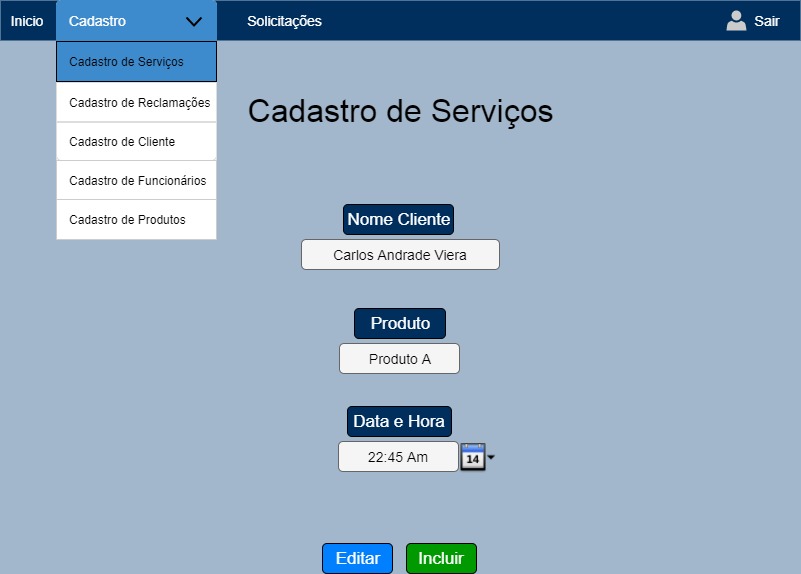 Inicio
Cadastro
Solicitações
Sair
Cadastro de Serviços
Cadastro de Reclamações
Cadastro de Cliente
Cadastro de Funcionários
Cadastro de Produtos
Cadastro de Serviços
Nome Cliente
Carlos Andrade Viera
Produto
Produto A
Data e Hora
22:45 Am
14
Editar
Incluir